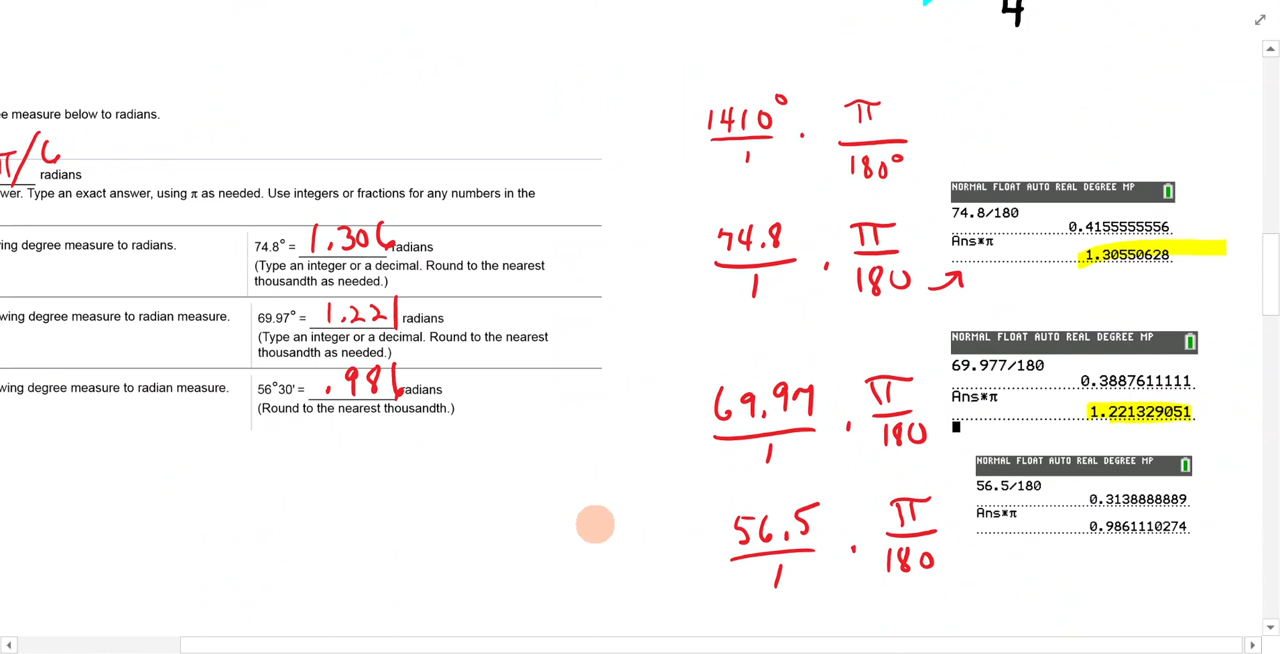 4
e measure below to radians.
π/6 radians
wer. Type an exact answer, using π as needed. Use integers or fractions for any numbers in the
ving degree measure to radians.
74.8° = 1.306 radians
(Type an integer or a decimal. Round to the nearest
thousandth as needed.)
wing degree measure to radian measure.
69.97° = 1.221 radians
(Type an integer or a decimal. Round to the nearest
thousandth as needed.)
wing degree measure to radian measure.
56°30' = .986 radians
(Round to the nearest thousandth.)
1410°/1 · π/180°
74.8/1 · π/180 →
69.97/1 · π/180
56.5/1 · π/180
NORMAL FLOAT AUTO REAL DEGREE MP
74.8/180
0.4155555556
Ans*π
1.30550628
NORMAL FLOAT AUTO REAL DEGREE MP
69.977/180
0.3887611111
Ans*π
1.221329051
NORMAL FLOAT AUTO REAL DEGREE MP
56.5/180
0.3138888889
Ans*π
0.9861110274